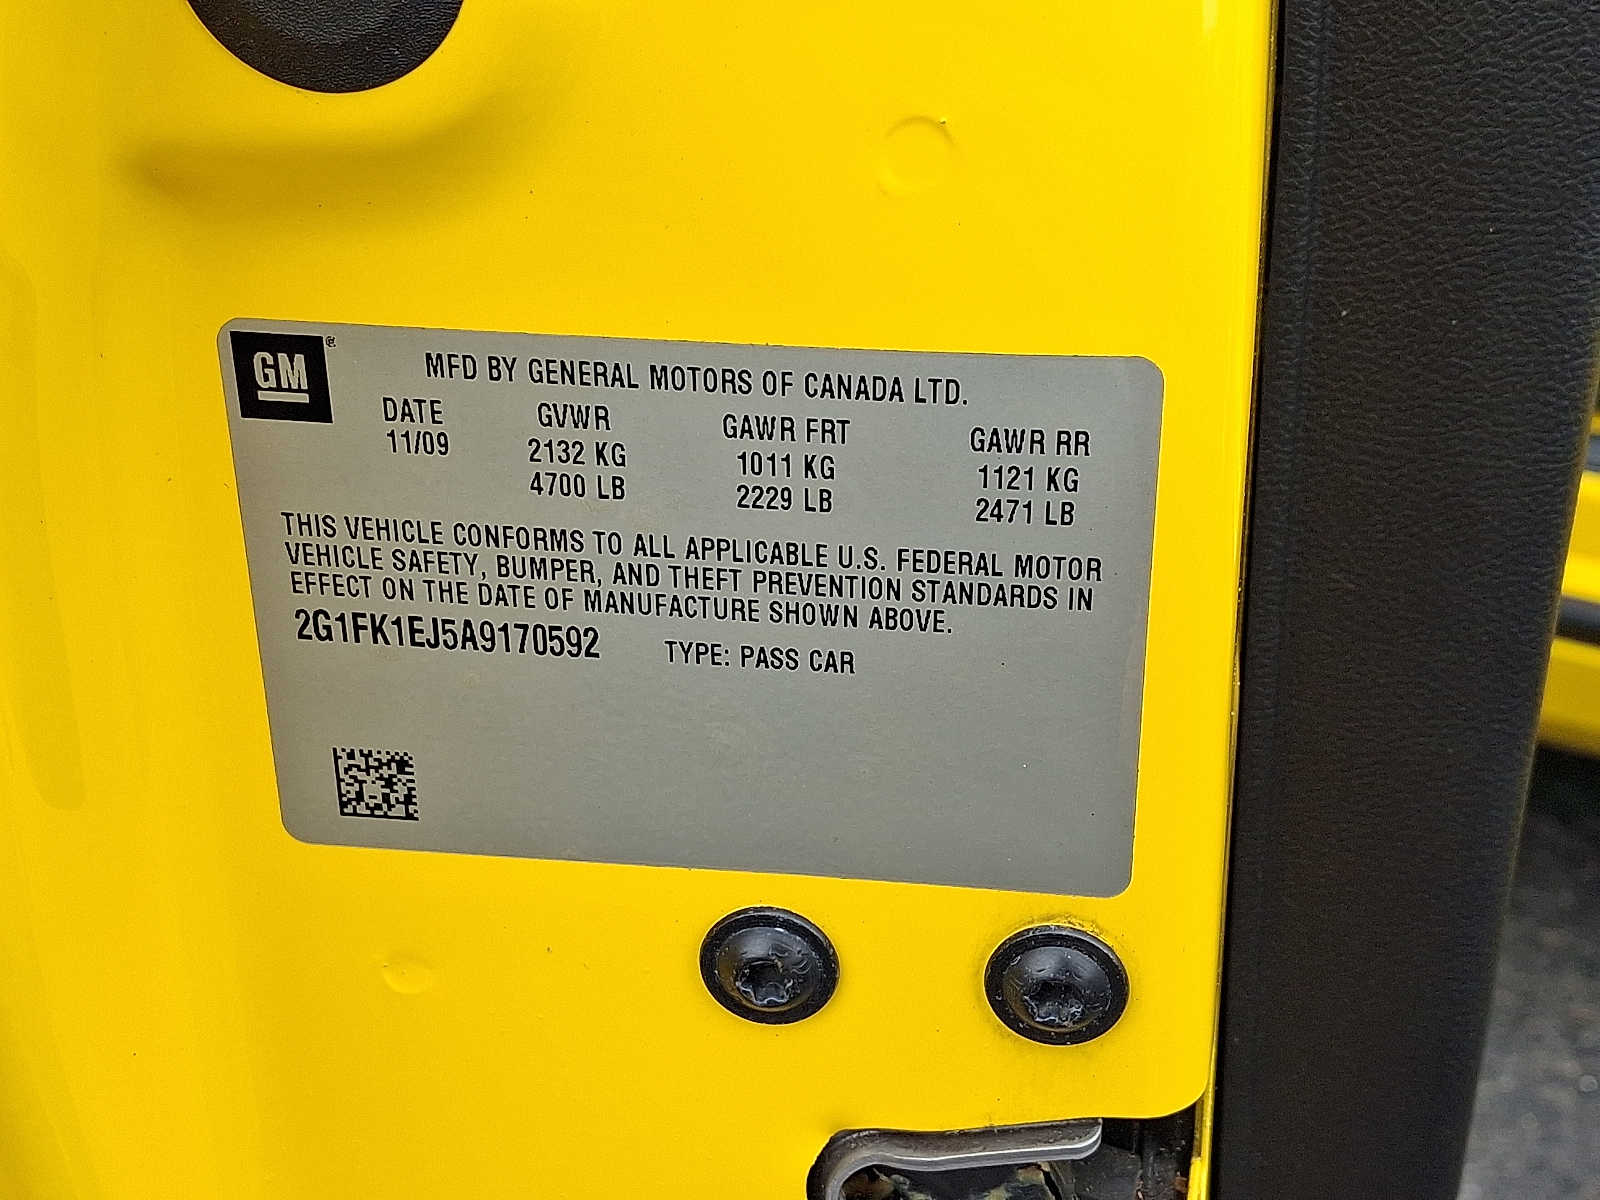 GM ®
MFD BY GENERAL MOTORS OF CANADA LTD.
DATE GVWR GAWR FRT GAWR RR
11/09 2132 KG 1011 KG 1121 KG
4700 LB 2229 LB 2471 LB
THIS VEHICLE CONFORMS TO ALL APPLICABLE U.S. FEDERAL MOTOR
VEHICLE SAFETY, BUMPER, AND THEFT PREVENTION STANDARDS IN
EFFECT ON THE DATE OF MANUFACTURE SHOWN ABOVE.
2G1FK1EJ5A9170592 TYPE: PASS CAR